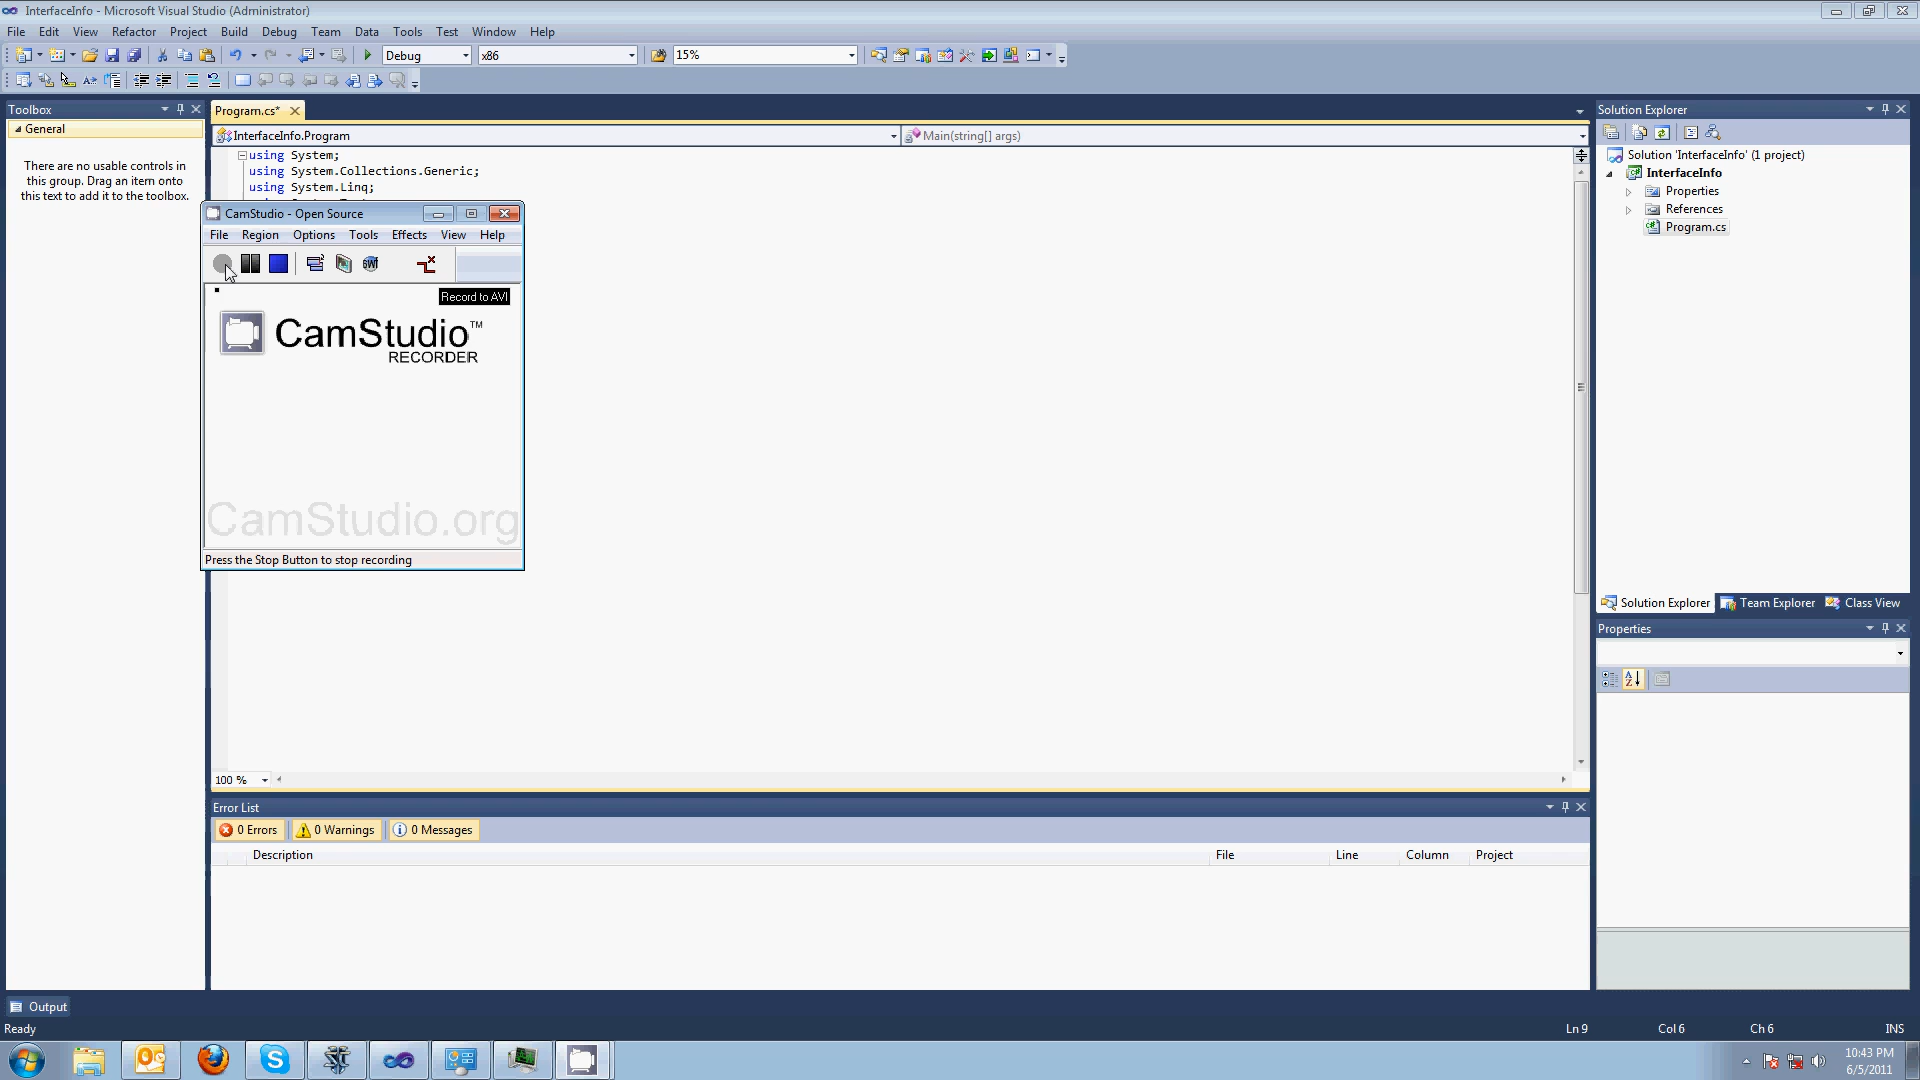 InterfaceInfo - Microsoft Visual Studio (Administrator)
File Edit View Refactor Project Build Debug Team Data Tools Test Window Help
Debug x86 15%
Toolbox
General
There are no usable controls in
this group. Drag an item onto
this text to add it to the toolbox.
Program.cs*
InterfaceInfo.Program
Main(string[] args)
using System;
using System.Collections.Generic;
using System.Linq;
CamStudio - Open Source
File Region Options Tools Effects View Help
Record to AVI
CamStudio™
RECORDER
CamStudio.org
Press the Stop Button to stop recording
100 %
Error List
0 Errors 0 Warnings 0 Messages
Description File Line Column Project
Solution Explorer
Solution 'InterfaceInfo' (1 project)
InterfaceInfo
Properties
References
Program.cs
Solution Explorer Team Explorer Class View
Properties
Output
Ready Ln 9 Col 6 Ch 6 INS
10:43 PM
6/5/2011